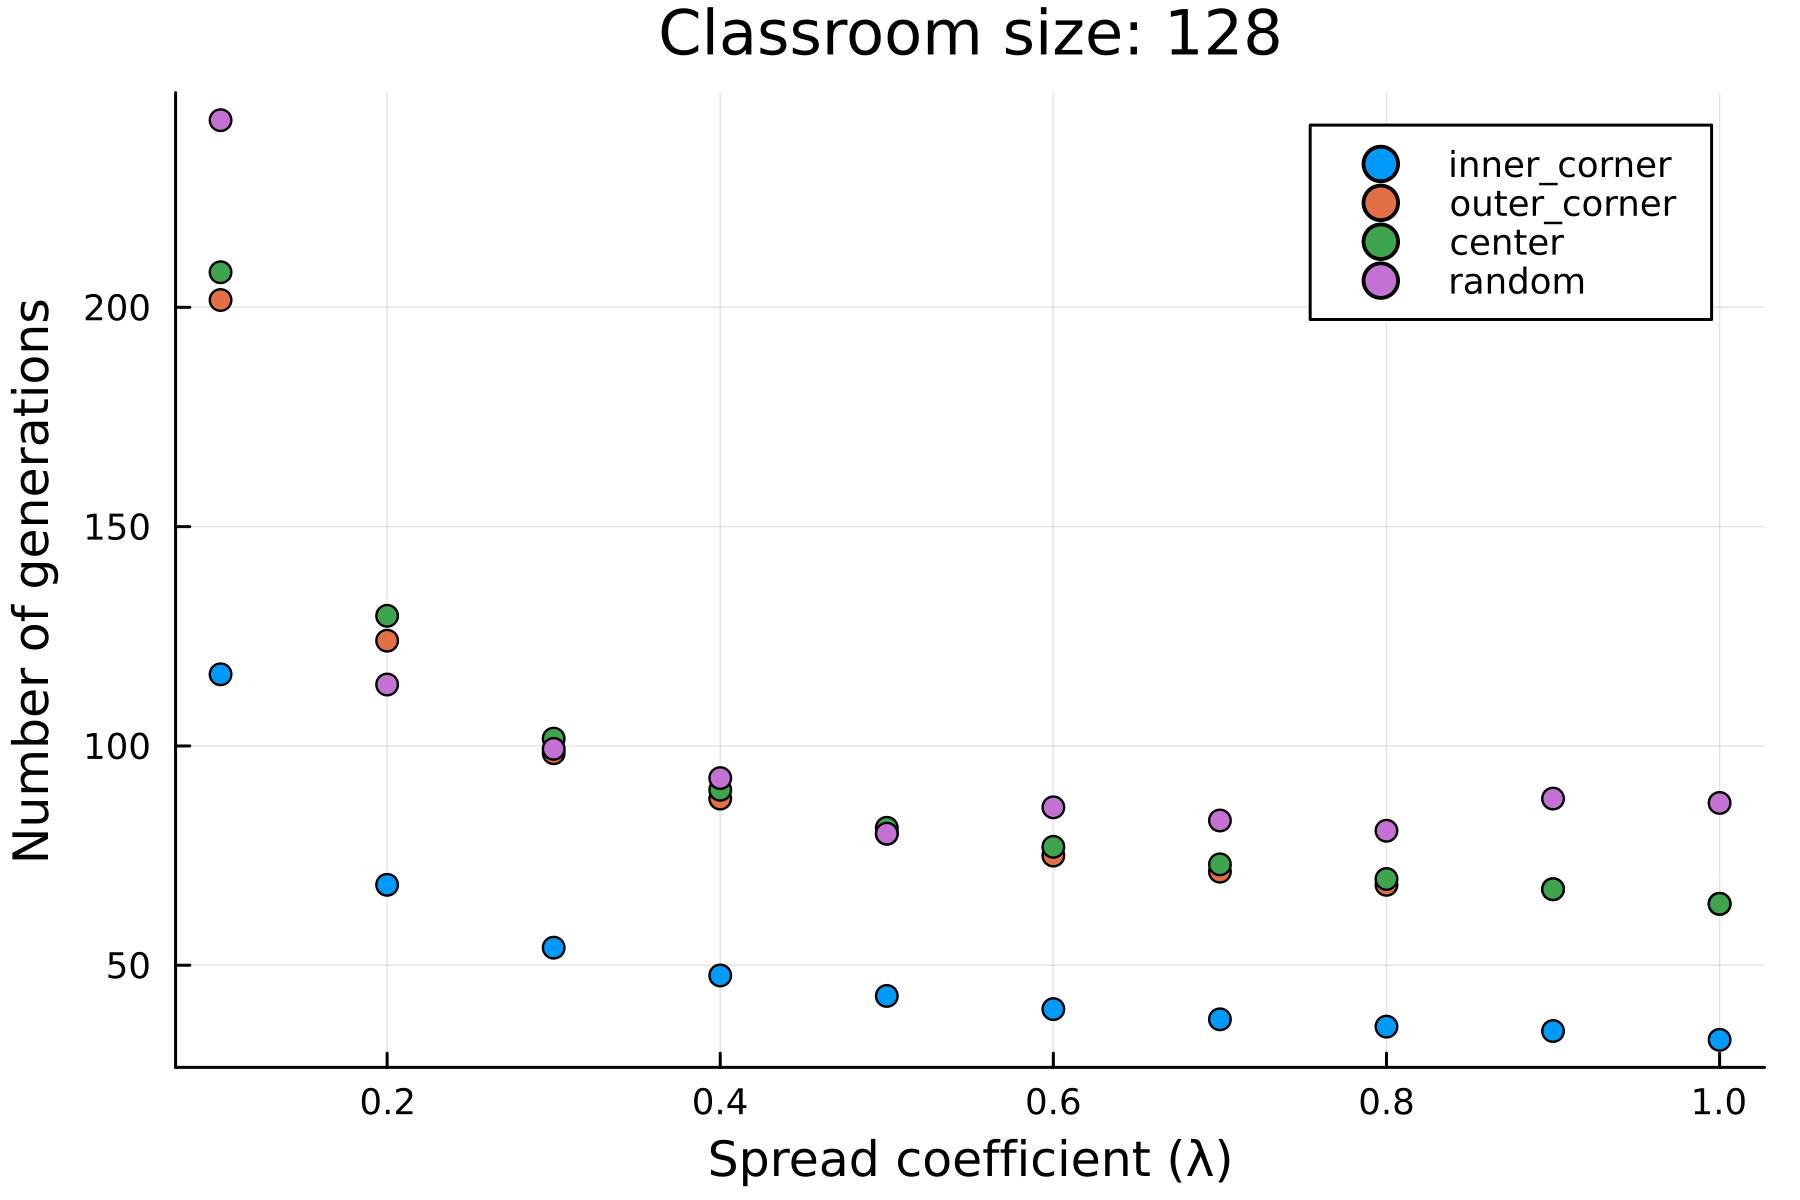 Classroom size: 128
inner_corner
outer_corner
center
random
Number of generations
200
150
100
50
0.2
0.4
0.6
0.8
1.0
Spread coefficient (λ)